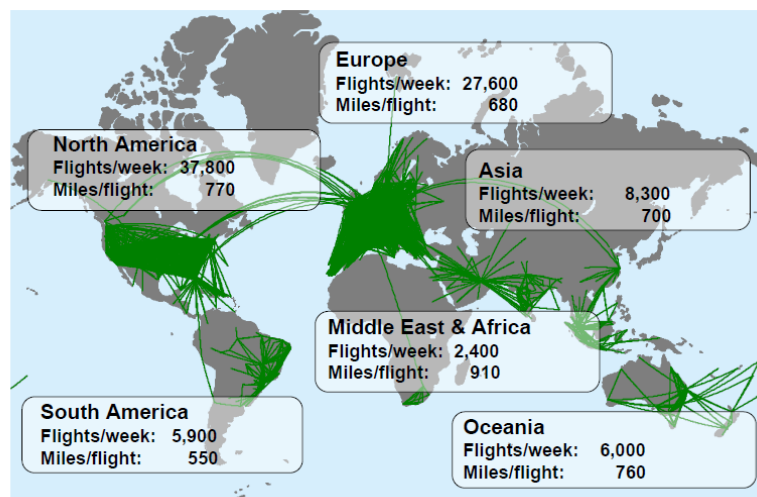 Europe
Flights/week: 27,600
Miles/flight: 680
North America
Flights/week: 37,800
Miles/flight: 770
Asia
Flights/week: 8,300
Miles/flight: 700
Middle East & Africa
Flights/week: 2,400
Miles/flight: 910
South America
Flights/week: 5,900
Miles/flight: 550
Oceania
Flights/week: 6,000
Miles/flight: 760